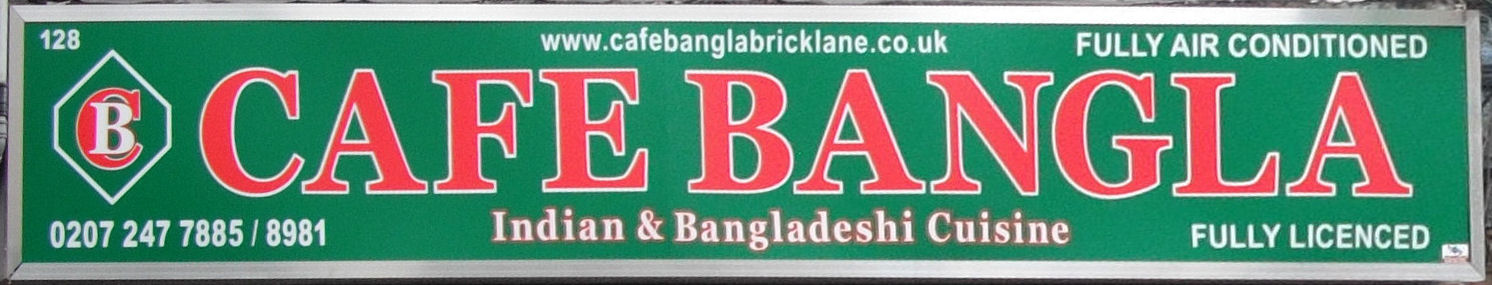 128
www.cafebanglabricklane.co.uk
FULLY AIR CONDITIONED
CB
CAFE BANGLA
0207 247 7885 / 8981
Indian & Bangladeshi Cuisine
FULLY LICENCED